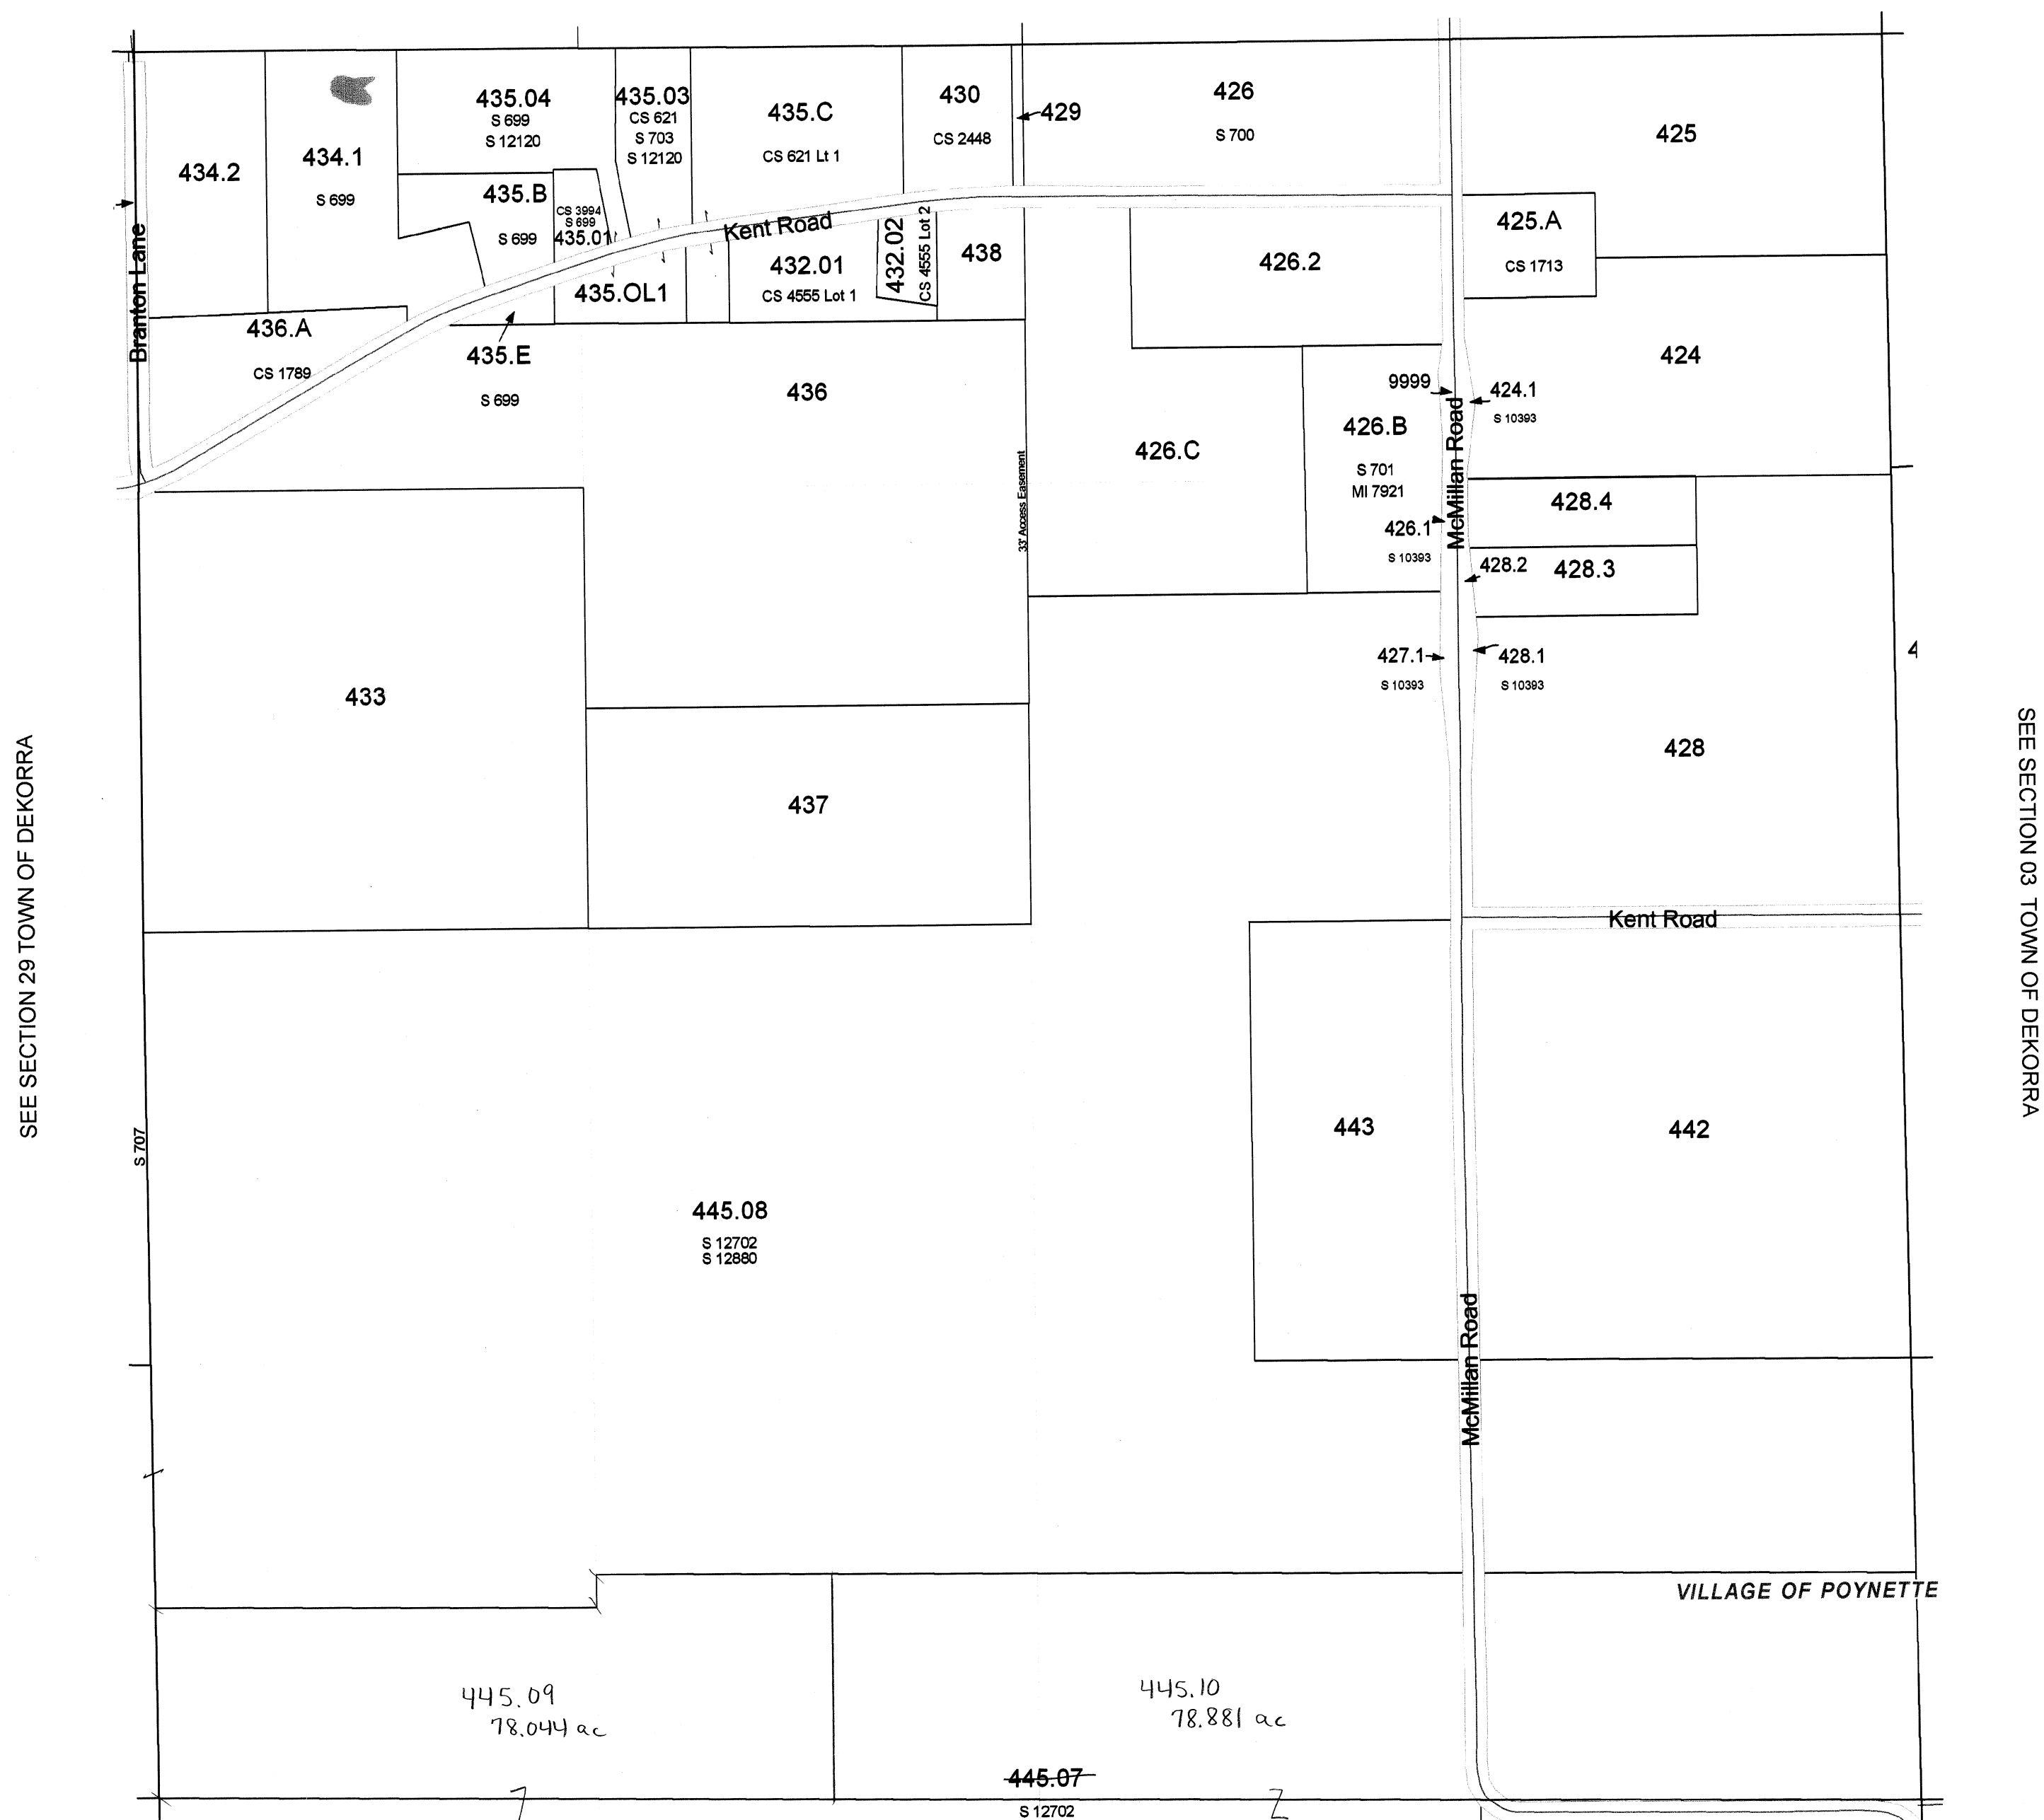 434.2
434.1
S 699
435.04
S 699
S 12120
435.03
CS 621
S 703
S 12120
435.C
CS 621 Lt 1
430
CS 2448
429
426
S 700
425
435.B
S 699
CS 3994
S 699
435.01
Kent Road
432.01
CS 4555 Lot 1
432.02
CS 4555 Lot 2
438
426.2
425.A
CS 1713
Branton Lane
436.A
CS 1789
435.OL1
435.E
S 699
436
33' Access Easement
426.C
426.B
S 701
MI 7921
9999
McMillan Road
424
424.1
S 10393
426.1
S 10393
428.4
428.2
428.3
427.1
S 10393
428.1
S 10393
4
433
437
428
Kent Road
SEE SECTION 29 TOWN OF DEKORRA
SEE SECTION 03 TOWN OF DEKORRA
S 707
443
442
445.08
S 12702
S 12880
McMillan Road
VILLAGE OF POYNETTE
445.09
78.044 ac
445.10
78.881 ac
445.07
S 12702